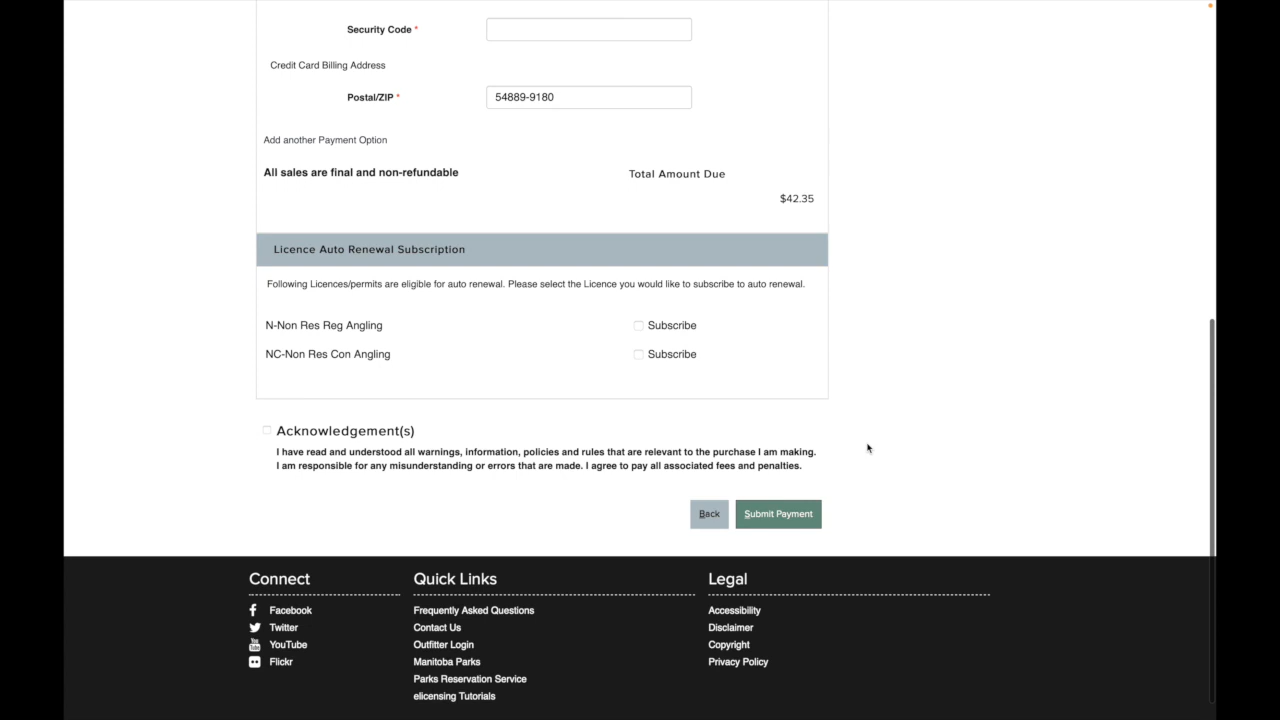 Security Code *
Credit Card Billing Address
Postal/ZIP * 54889-9180
Add another Payment Option
All sales are final and non-refundable
Total Amount Due
$42.35
Licence Auto Renewal Subscription
Following Licences/permits are eligible for auto renewal. Please select the Licence you would like to subscribe to auto renewal.
N-Non Res Reg Angling Subscribe
NC-Non Res Con Angling Subscribe
Acknowledgement(s)
I have read and understood all warnings, information, policies and rules that are relevant to the purchase I am making.
I am responsible for any misunderstanding or errors that are made. I agree to pay all associated fees and penalties.
Back Submit Payment
Connect
Facebook
Twitter
YouTube
Flickr
Quick Links
Frequently Asked Questions
Contact Us
Outfitter Login
Manitoba Parks
Parks Reservation Service
elicensing Tutorials
Legal
Accessibility
Disclaimer
Copyright
Privacy Policy